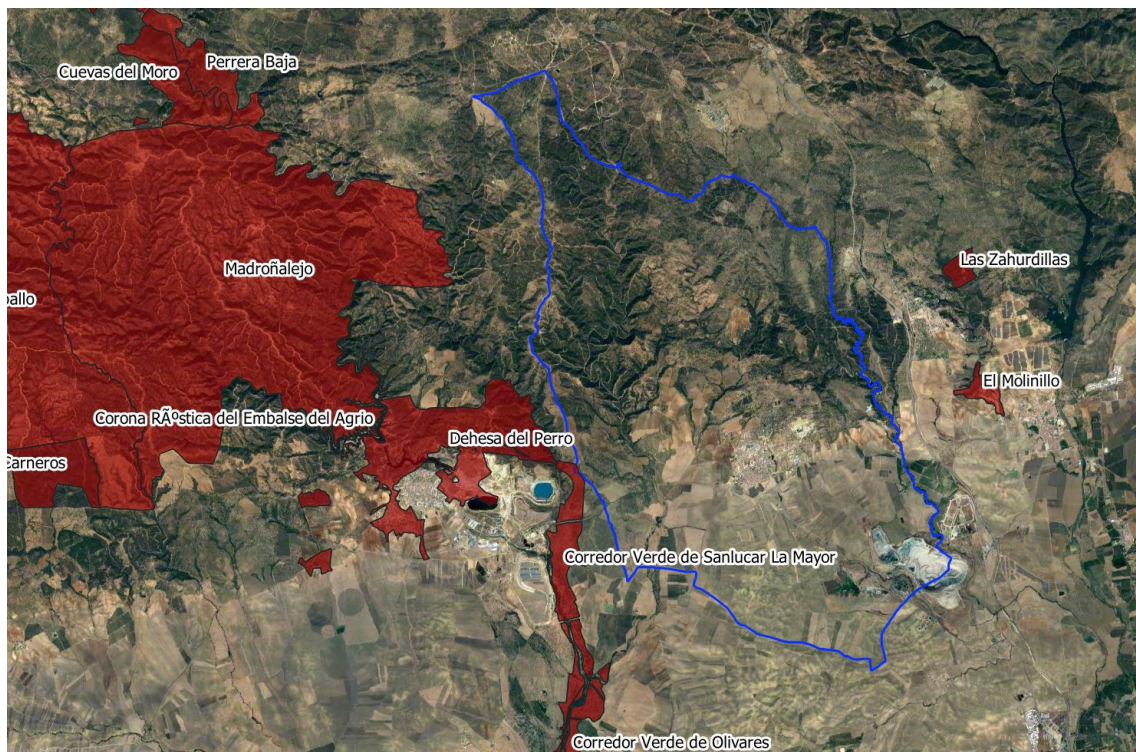 Perrera Baja
Cuevas del Moro
Las Zahurdillas
Madroñalejo
ballo
El Molinillo
Corona RÃºstica del Embalse del Agrio
Dehesa del Perro
Carneros
Corredor Verde de Sanlucar La Mayor
Corredor Verde de Olivares